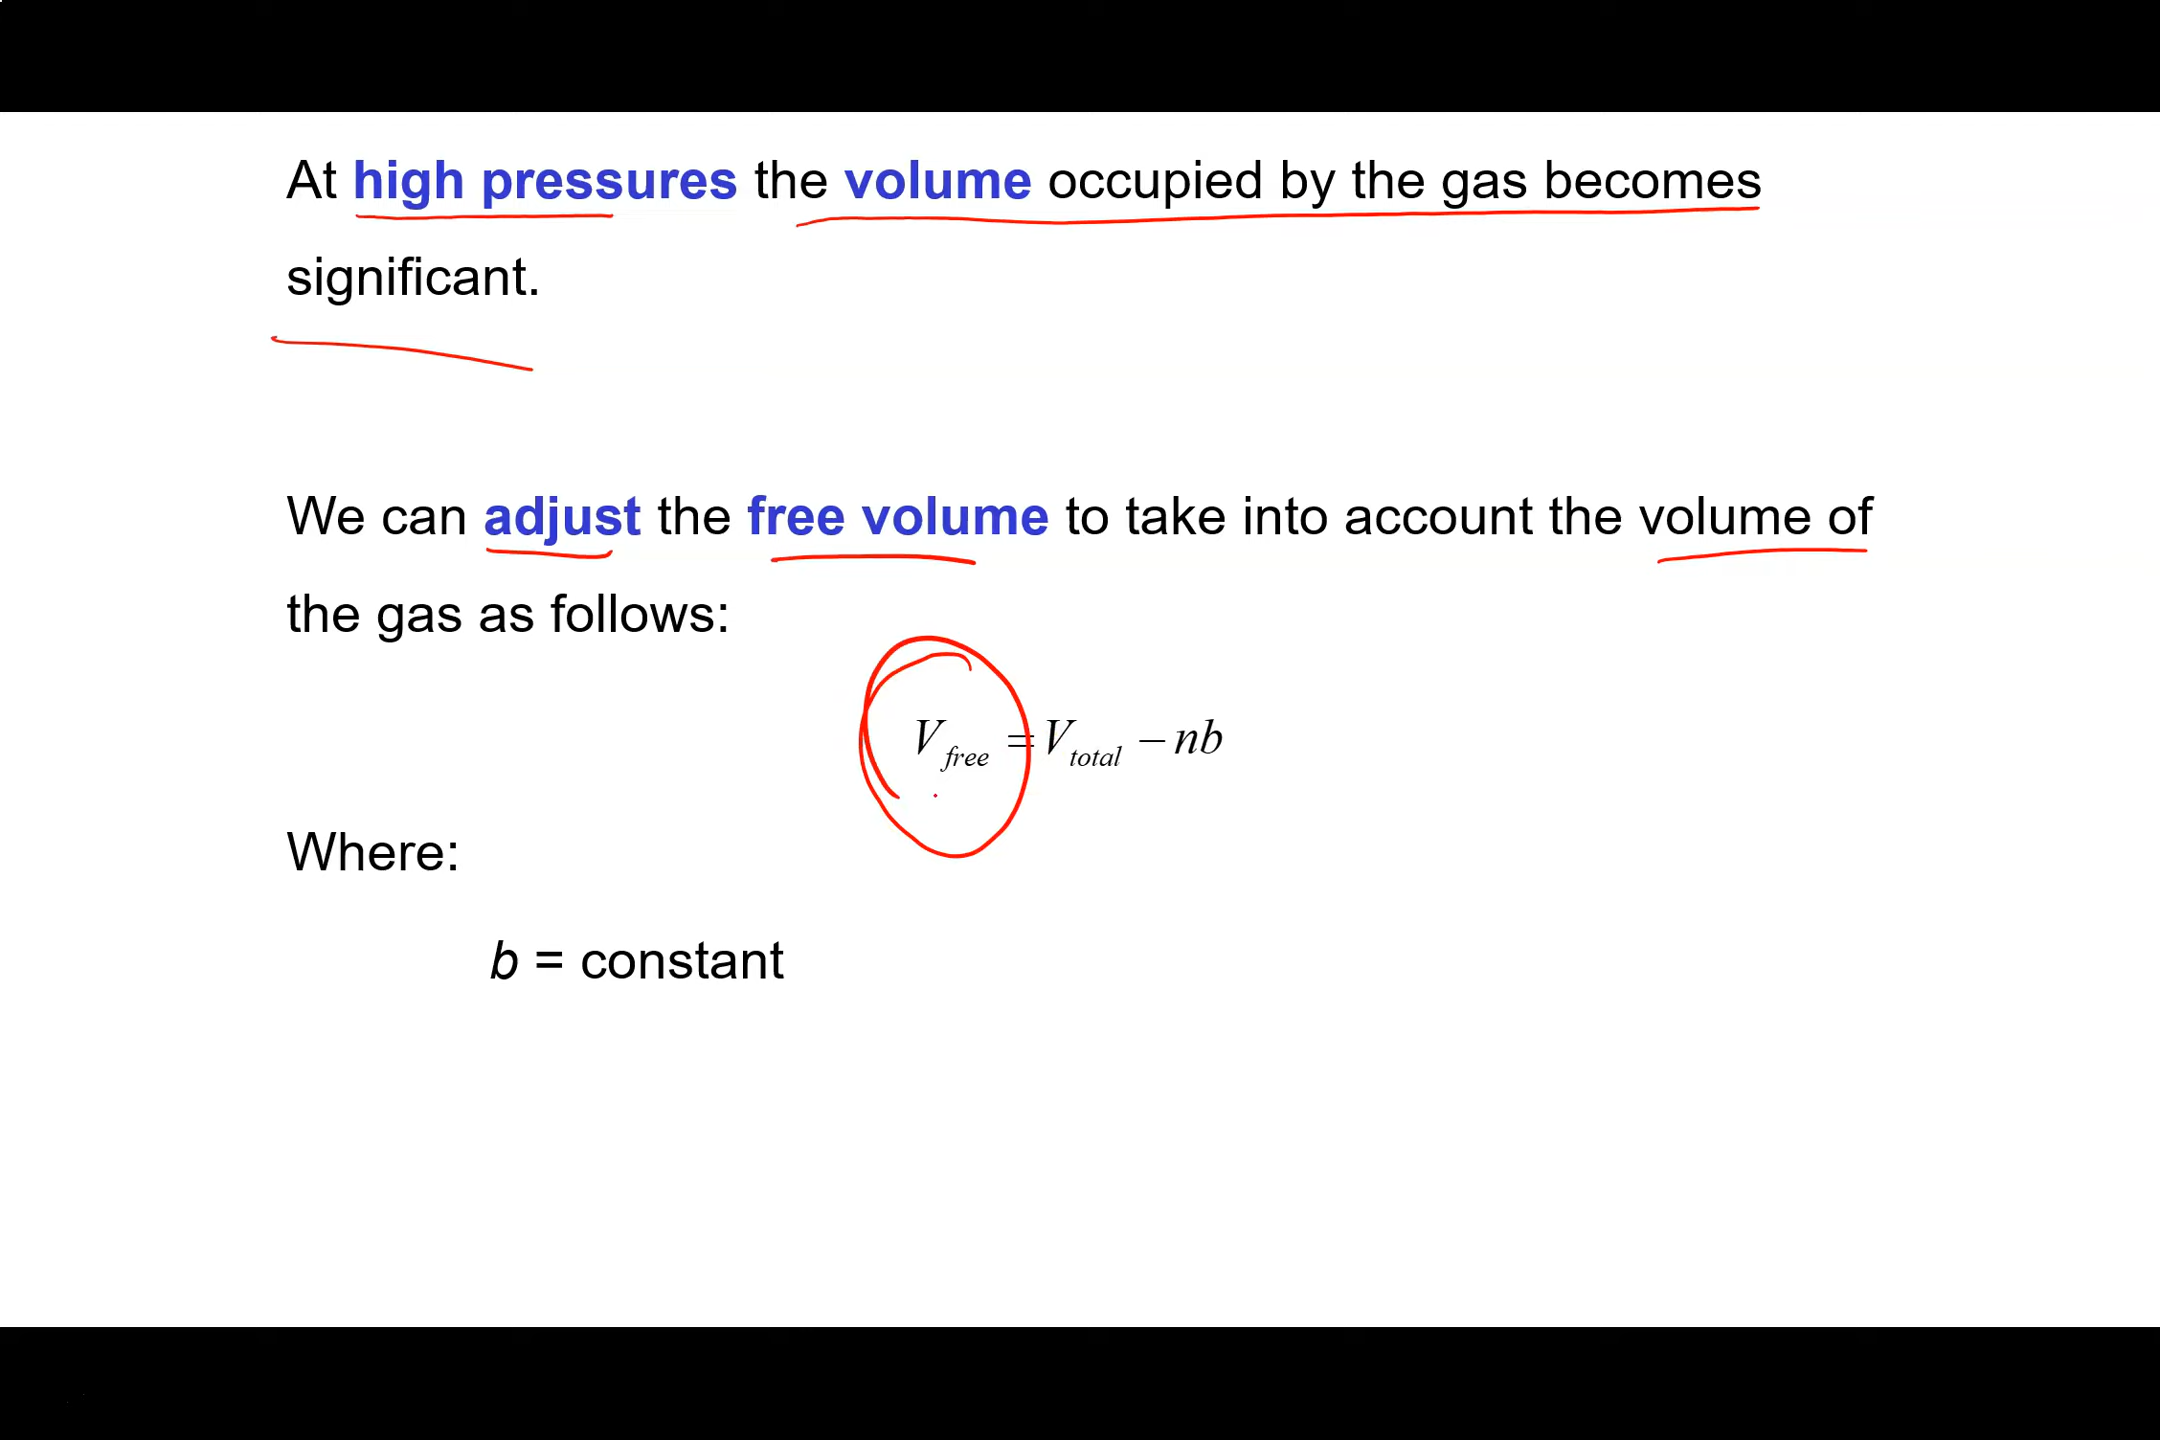 At high pressures the volume occupied by the gas becomes
significant.
We can adjust the free volume to take into account the volume of
the gas as follows:
V_free = V_total − nb
Where:
b = constant